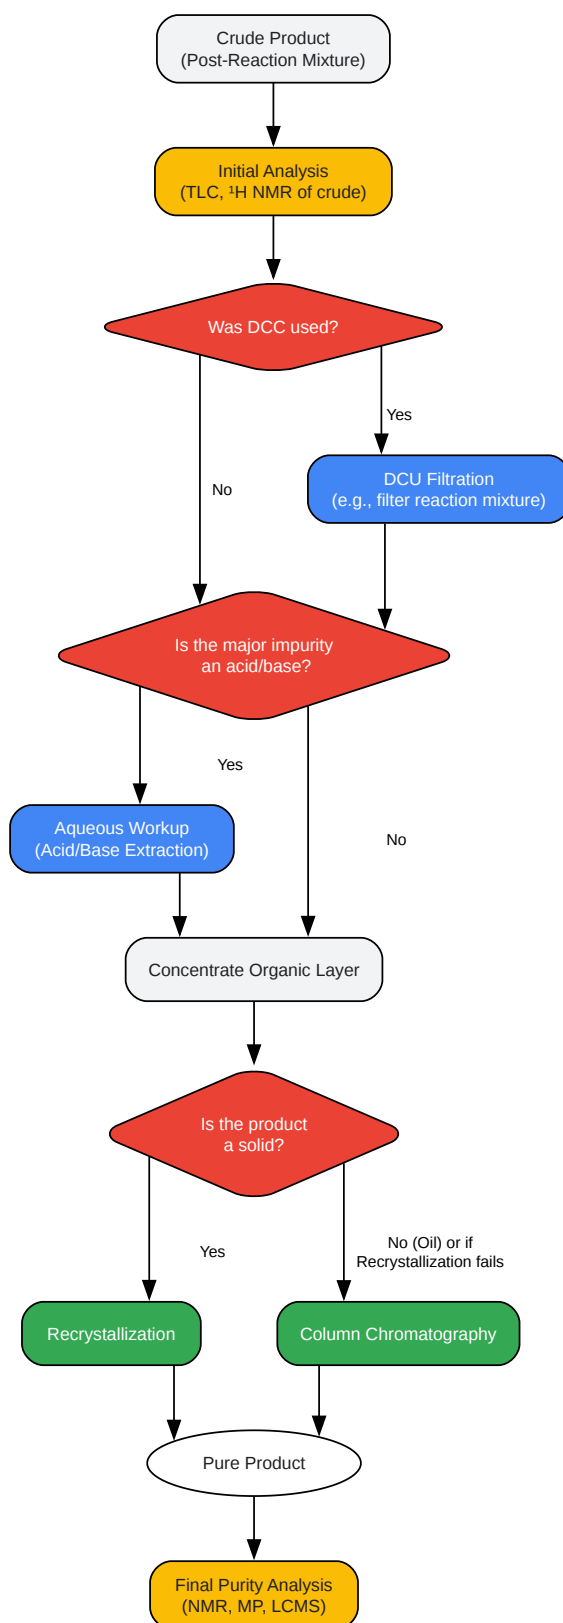 Crude Product
(Post-Reaction Mixture)
Initial Analysis
(TLC, ¹H NMR of crude)
Was DCC used?
Yes
DCU Filtration
(e.g., filter reaction mixture)
No
Is the major impurity
an acid/base?
Yes
Aqueous Workup
(Acid/Base Extraction)
No
Concentrate Organic Layer
Is the product
a solid?
Yes
No (Oil) or if
Recrystallization fails
Recrystallization
Column Chromatography
Pure Product
Final Purity Analysis
(NMR, MP, LCMS)